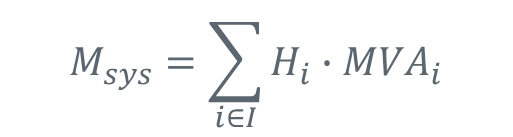 M_sys = ∑_{i∈I} H_i · MVA_i